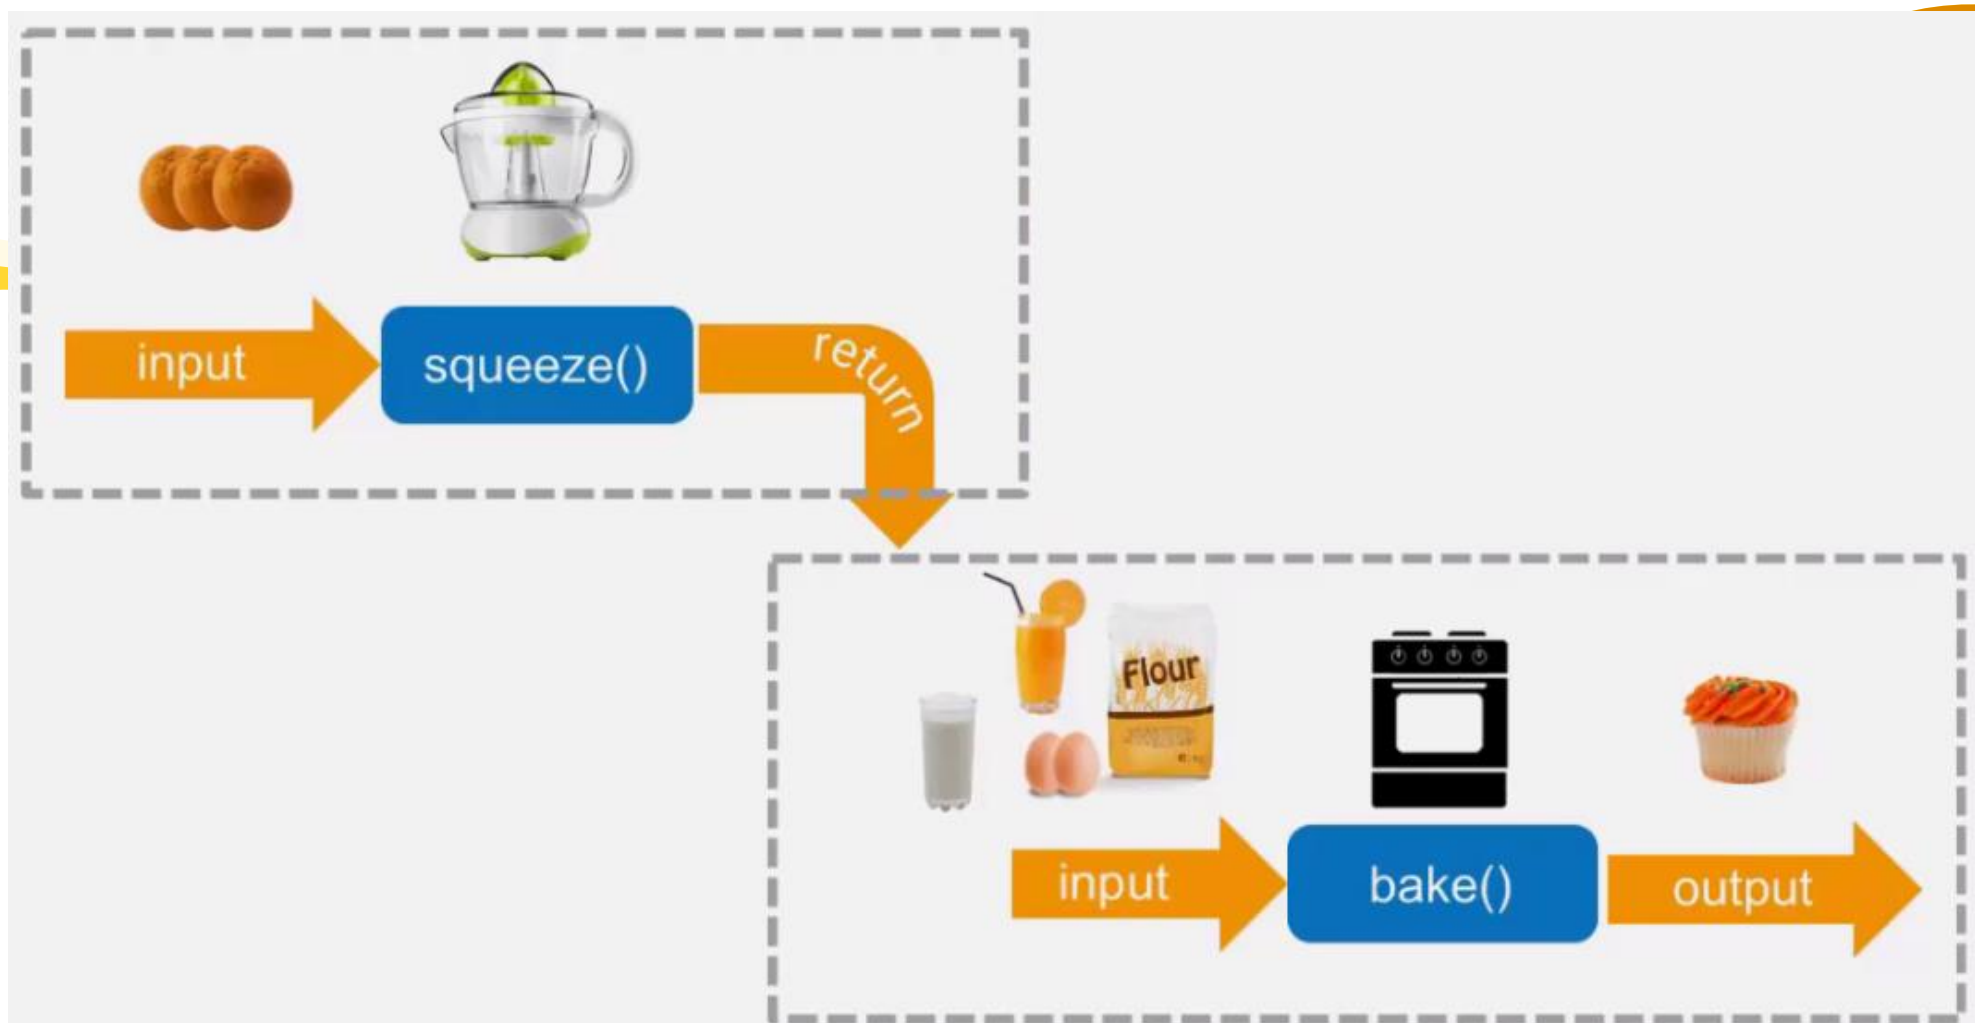 input
squeeze()
return
Flour
input
bake()
output